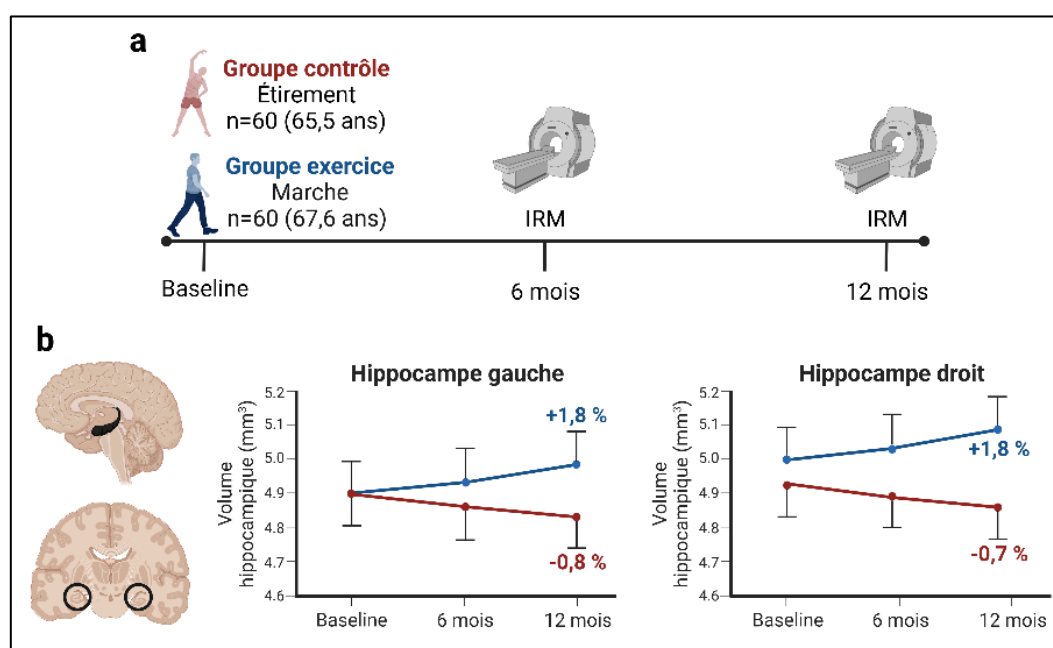 a
Groupe contrôle
Étirement
n=60 (65,5 ans)
Groupe exercice
Marche
n=60 (67,6 ans)
IRM
IRM
Baseline
6 mois
12 mois
b
Hippocampe gauche
Volume
hippocampique (mm³)
5.2
5.1
5.0
4.9
4.8
4.7
4.6
+1,8 %
-0,8 %
Baseline
6 mois
12 mois
Hippocampe droit
Volume
hippocampique (mm³)
5.2
5.1
5.0
4.9
4.8
4.7
4.6
+1,8 %
-0,7 %
Baseline
6 mois
12 mois